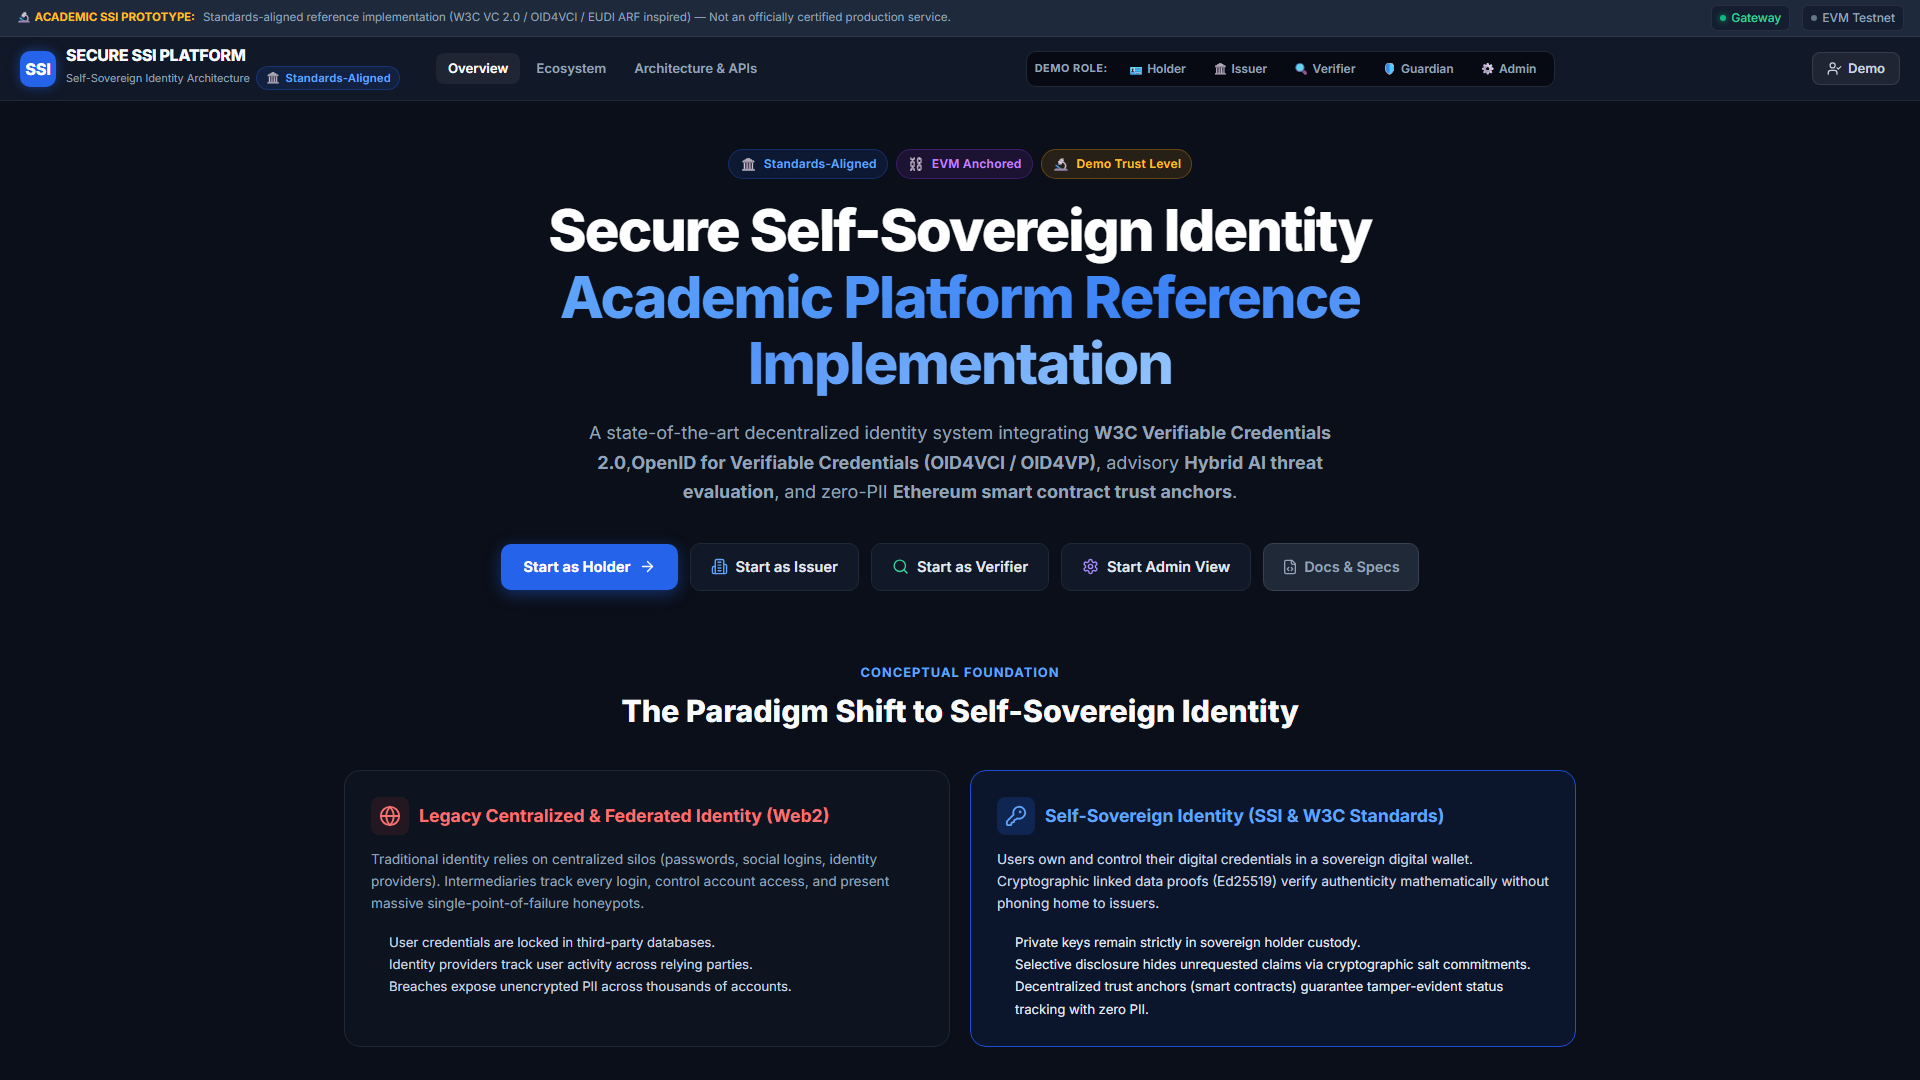 ACADEMIC SSI PROTOTYPE: Standards-aligned reference implementation (W3C VC 2.0 / OID4VCI / EUDI ARF inspired) — Not an officially certified production service.
Gateway
EVM Testnet
SSI
SECURE SSI PLATFORM
Self-Sovereign Identity Architecture
Standards-Aligned
Overview
Ecosystem
Architecture & APIs
DEMO ROLE:
Holder
Issuer
Verifier
Guardian
Admin
Demo
Standards-Aligned
EVM Anchored
Demo Trust Level
Secure Self-Sovereign Identity
Academic Platform Reference
Implementation
A state-of-the-art decentralized identity system integrating W3C Verifiable Credentials
2.0,OpenID for Verifiable Credentials (OID4VCI / OID4VP), advisory Hybrid AI threat
evaluation, and zero-PII Ethereum smart contract trust anchors.
Start as Holder
Start as Issuer
Start as Verifier
Start Admin View
Docs & Specs
CONCEPTUAL FOUNDATION
The Paradigm Shift to Self-Sovereign Identity
Legacy Centralized & Federated Identity (Web2)
Traditional identity relies on centralized silos (passwords, social logins, identity
providers). Intermediaries track every login, control account access, and present
massive single-point-of-failure honeypots.
User credentials are locked in third-party databases.
Identity providers track user activity across relying parties.
Breaches expose unencrypted PII across thousands of accounts.
Self-Sovereign Identity (SSI & W3C Standards)
Users own and control their digital credentials in a sovereign digital wallet.
Cryptographic linked data proofs (Ed25519) verify authenticity mathematically without
phoning home to issuers.
Private keys remain strictly in sovereign holder custody.
Selective disclosure hides unrequested claims via cryptographic salt commitments.
Decentralized trust anchors (smart contracts) guarantee tamper-evident status
tracking with zero PII.